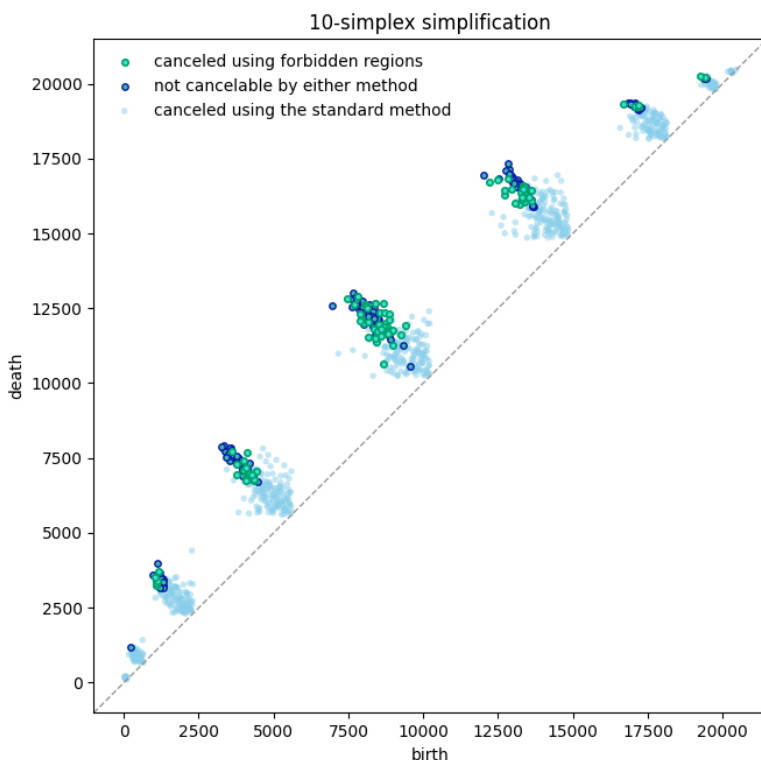 10-simplex simplification
canceled using forbidden regions
not cancelable by either method
canceled using the standard method
20000
17500
15000
12500
10000
7500
5000
2500
0
death
0 2500 5000 7500 10000 12500 15000 17500 20000
birth